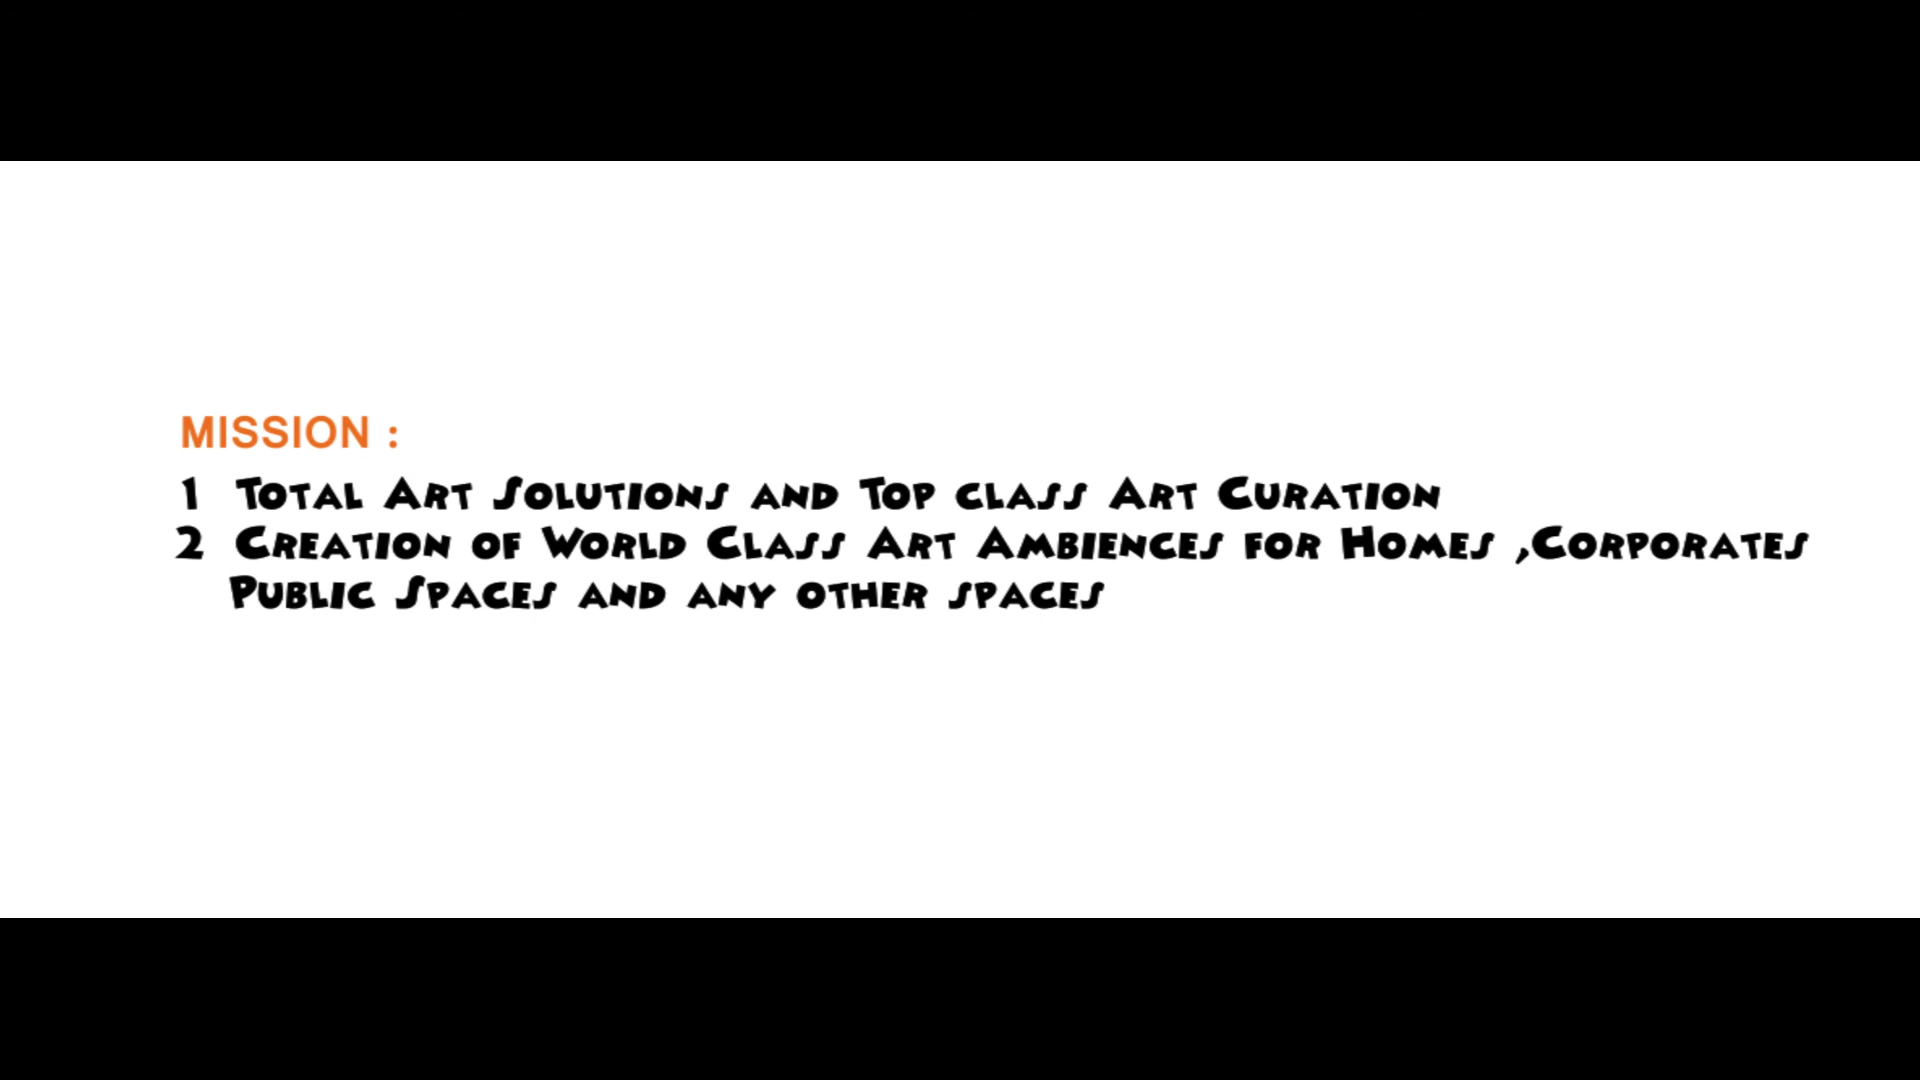 MISSION :
1 Total Art Solutions and Top class Art Curation
2 Creation of World Class Art Ambiences for Homes ,Corporates
Public Spaces and any other spaces